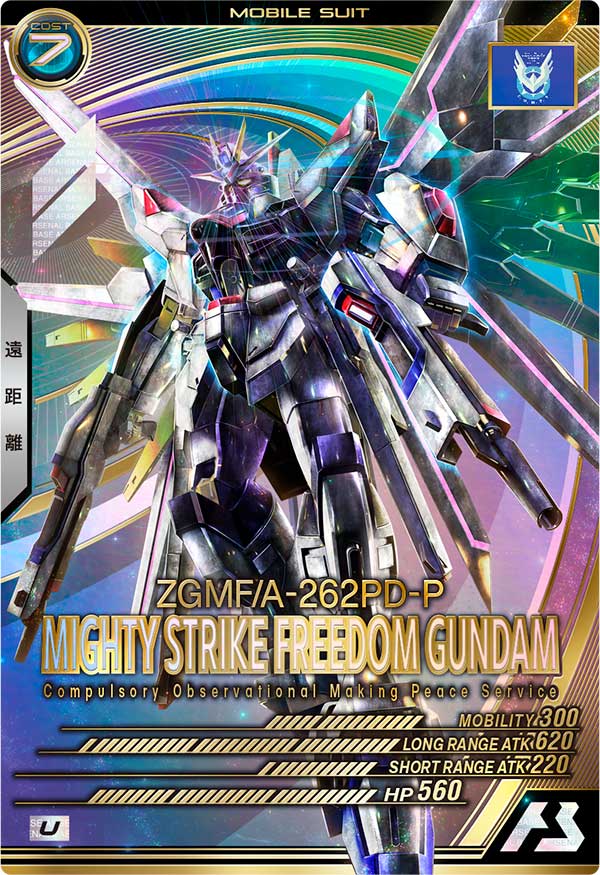 MOBILE SUIT
COST
7
遠距離
ZGMF/A-262PD-P
MIGHTY STRIKE FREEDOM GUNDAM
Compulsory Observational Making Peace Service
MOBILITY 300
LONG RANGE ATK 620
SHORT RANGE ATK 220
HP 560
U